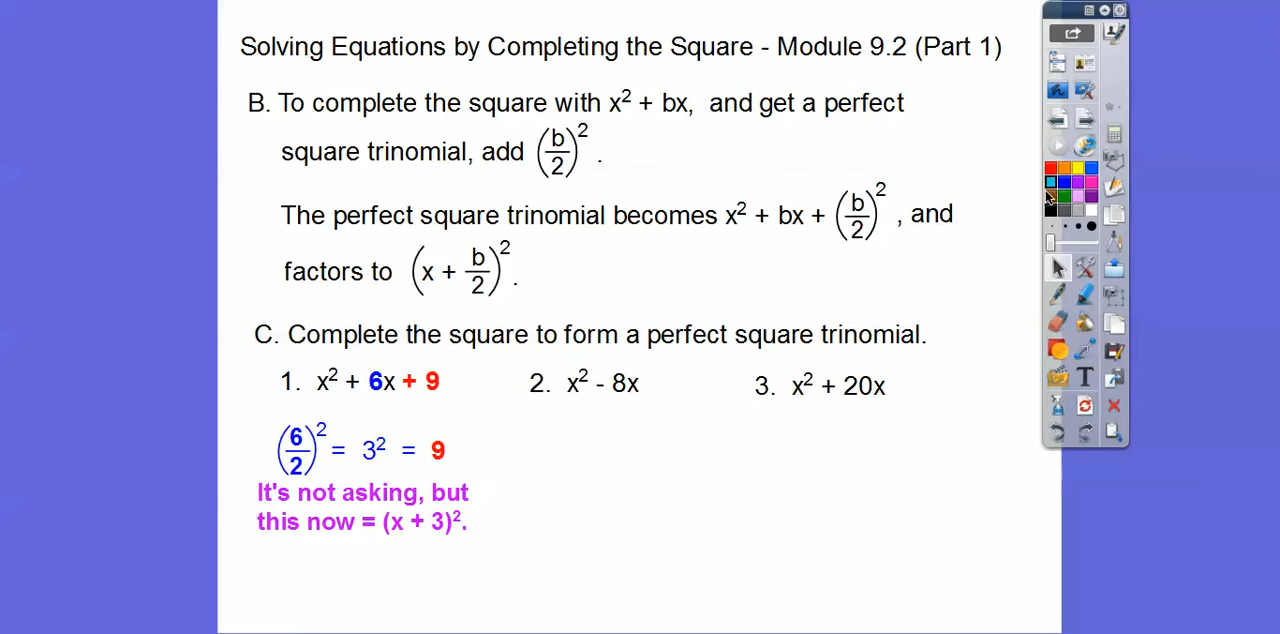 Solving Equations by Completing the Square - Module 9.2 (Part 1)
B. To complete the square with x² + bx, and get a perfect
square trinomial, add (b/2)² .
The perfect square trinomial becomes x² + bx + (b/2)² , and
factors to (x + b/2)² .
C. Complete the square to form a perfect square trinomial.
1. x² + 6x + 9 2. x² - 8x 3. x² + 20x
(6/2)² = 3² = 9
It's not asking, but
this now = (x + 3)².